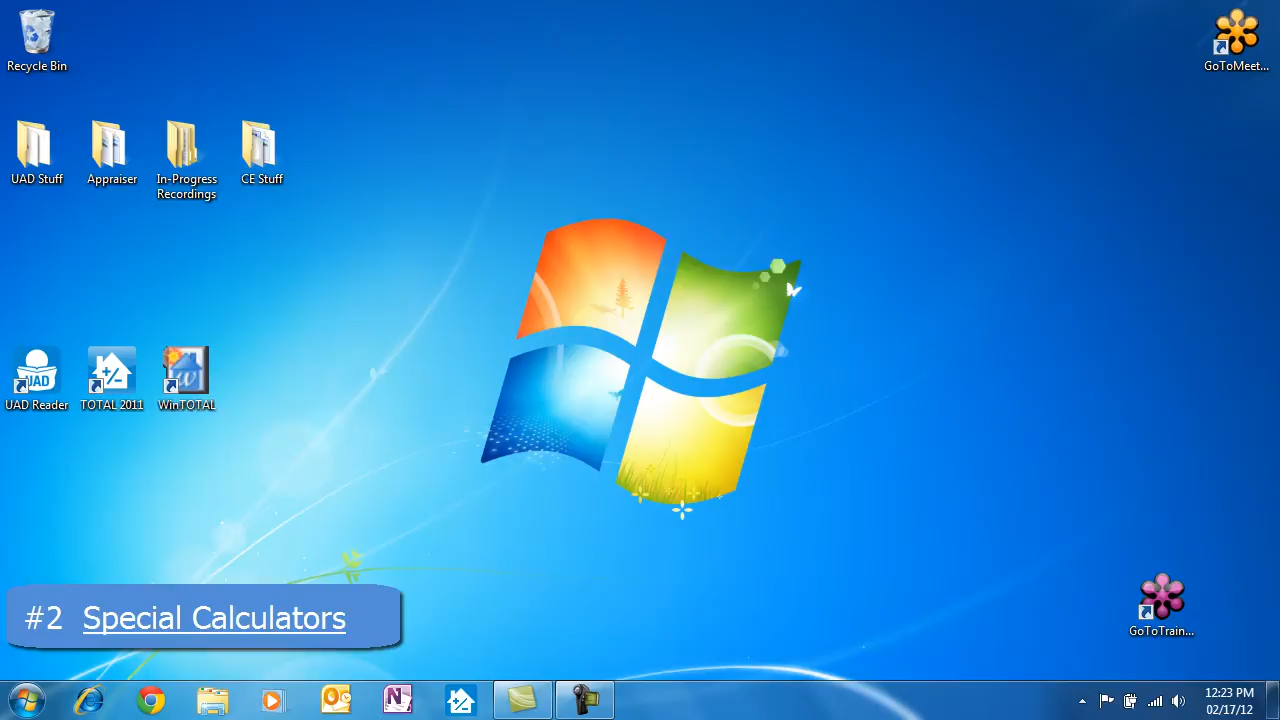 Recycle Bin
GoToMeet...
UAD Stuff
Appraiser
In-Progress
Recordings
CE Stuff
UAD
UAD Reader
TOTAL 2011
WinTOTAL
GoToTrain...
#2 Special Calculators
12:23 PM
02/17/12